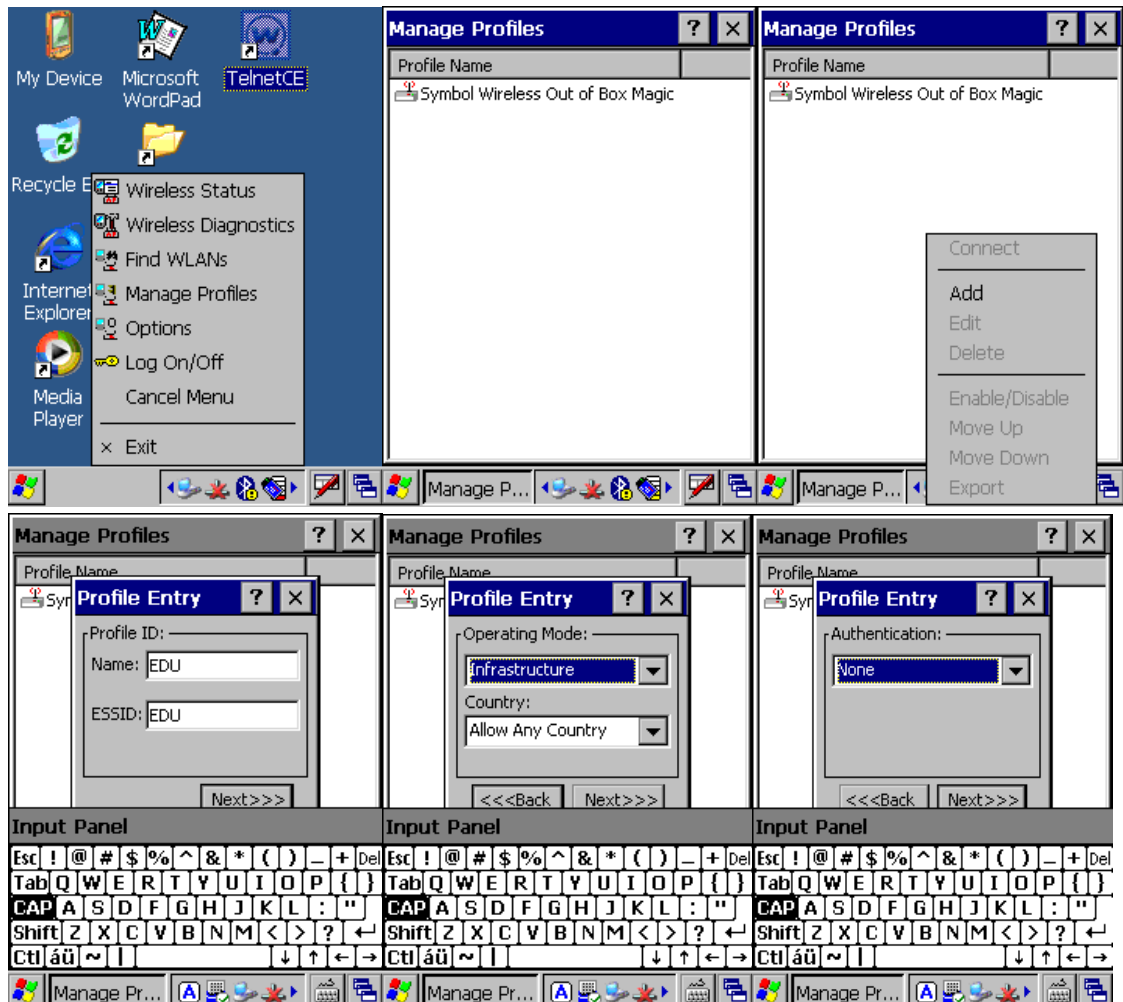 My Device
Microsoft WordPad
TelnetCE
Recycle B
Internet Explorer
Media Player
Wireless Status
Wireless Diagnostics
Find WLANs
Manage Profiles
Options
Log On/Off
Cancel Menu
× Exit
Manage Profiles ? ×
Profile Name
Symbol Wireless Out of Box Magic
Manage P...
Manage Profiles ? ×
Profile Name
Symbol Wireless Out of Box Magic
Connect
Add
Edit
Delete
Enable/Disable
Move Up
Move Down
Export
Manage P...
Manage Profiles ? ×
Profile Name
Syr
Profile Entry ? ×
Profile ID:
Name: EDU
ESSID: EDU
Next>>>
Input Panel
Esc ! @ # $ % ^ & * ( ) _ + Del
Tab Q W E R T Y U I O P { }
CAP A S D F G H J K L : "
Shift Z X C V B N M < > ? ↵
Ctl áü ~ | ↓ ↑ ← →
Manage Pr... A
Manage Profiles ? ×
Profile Name
Syr
Profile Entry ? ×
Operating Mode:
Infrastructure
Country:
Allow Any Country
<<<Back Next>>>
Input Panel
Esc ! @ # $ % ^ & * ( ) _ + Del
Tab Q W E R T Y U I O P { }
CAP A S D F G H J K L : "
Shift Z X C V B N M < > ? ↵
Ctl áü ~ | ↓ ↑ ← →
Manage Pr... A
Manage Profiles ? ×
Profile Name
Syr
Profile Entry ? ×
Authentication:
None
<<<Back Next>>>
Input Panel
Esc ! @ # $ % ^ & * ( ) _ + Del
Tab Q W E R T Y U I O P { }
CAP A S D F G H J K L : "
Shift Z X C V B N M < > ? ↵
Ctl áü ~ | ↓ ↑ ← →
Manage Pr... A